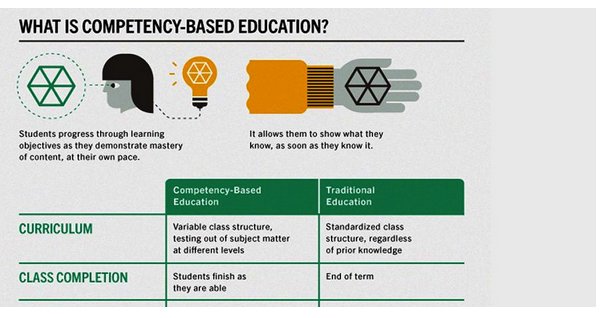 WHAT IS COMPETENCY-BASED EDUCATION?
Students progress through learning
objectives as they demonstrate mastery
of content, at their own pace.
It allows them to show what they
know, as soon as they know it.
Competency-Based
Education
Traditional
Education
CURRICULUM
Variable class structure,
testing out of subject matter
at different levels
Standardized class
structure, regardless
of prior knowledge
CLASS COMPLETION
Students finish as
they are able
End of term